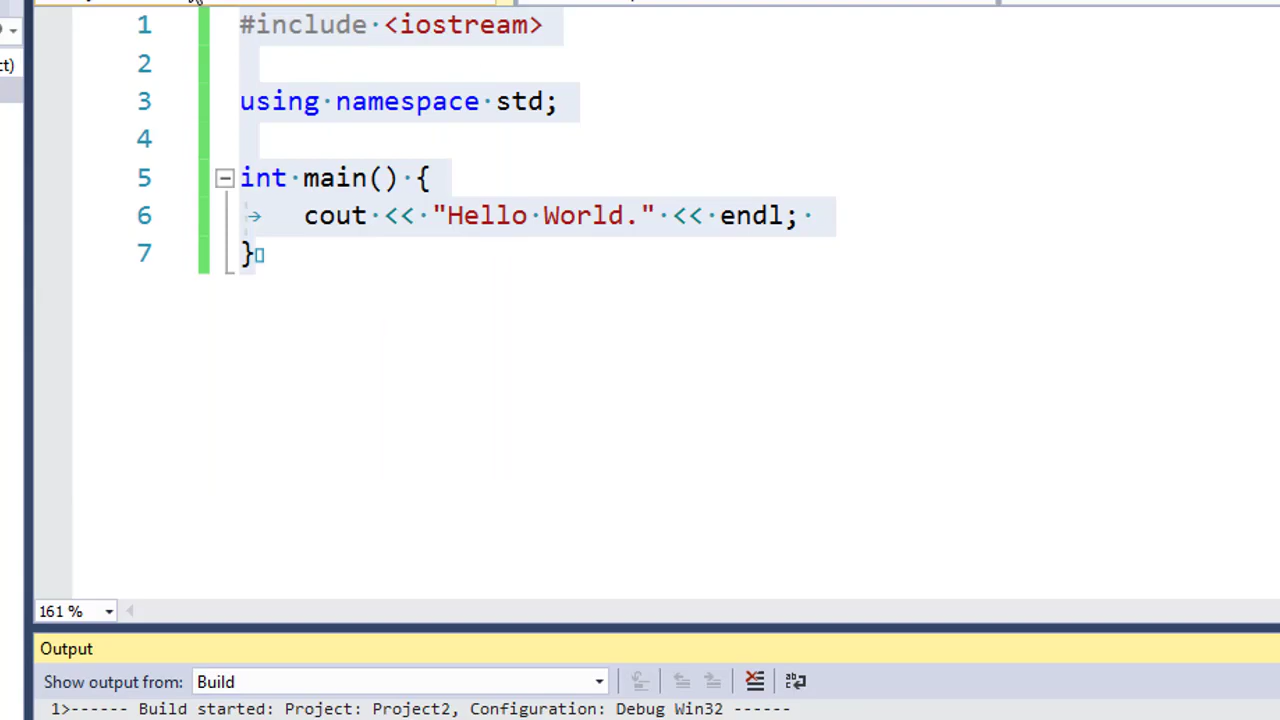 ct)
1 #include <iostream>
2
3 using namespace std;
4
5 int main() {
6 cout << "Hello World." << endl;
7 }
161 %
Output
Show output from: Build
1>------ Build started: Project: Project2, Configuration: Debug Win32 ------